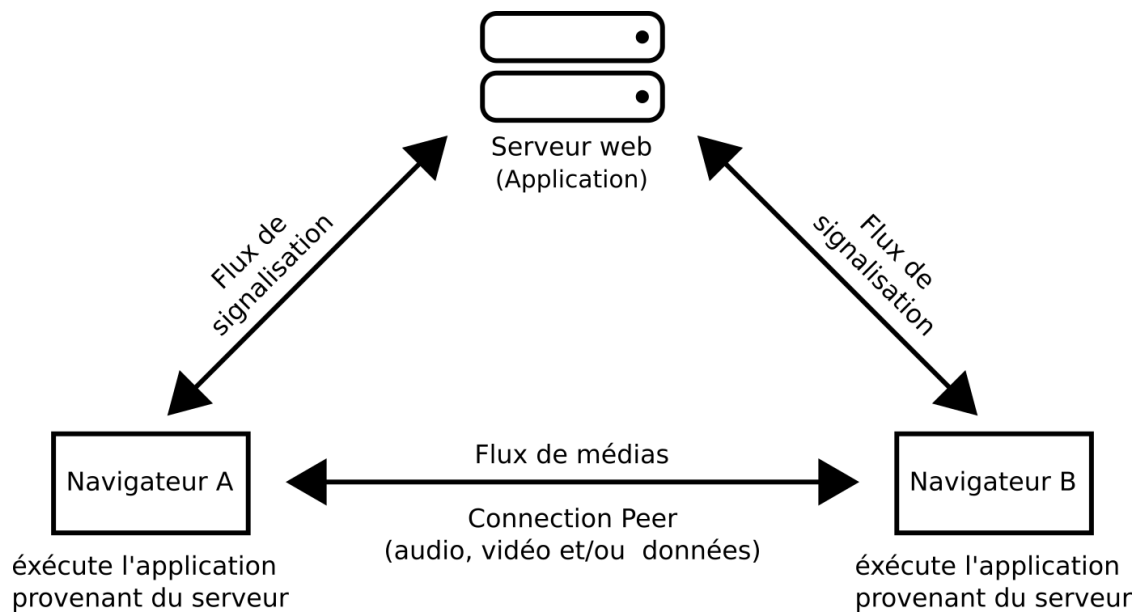 Serveur web
(Application)
Flux de
signalisation
Flux de
signalisation
Navigateur A
Flux de médias
Connection Peer
(audio, vidéo et/ou données)
Navigateur B
éxécute l'application
provenant du serveur
éxécute l'application
provenant du serveur